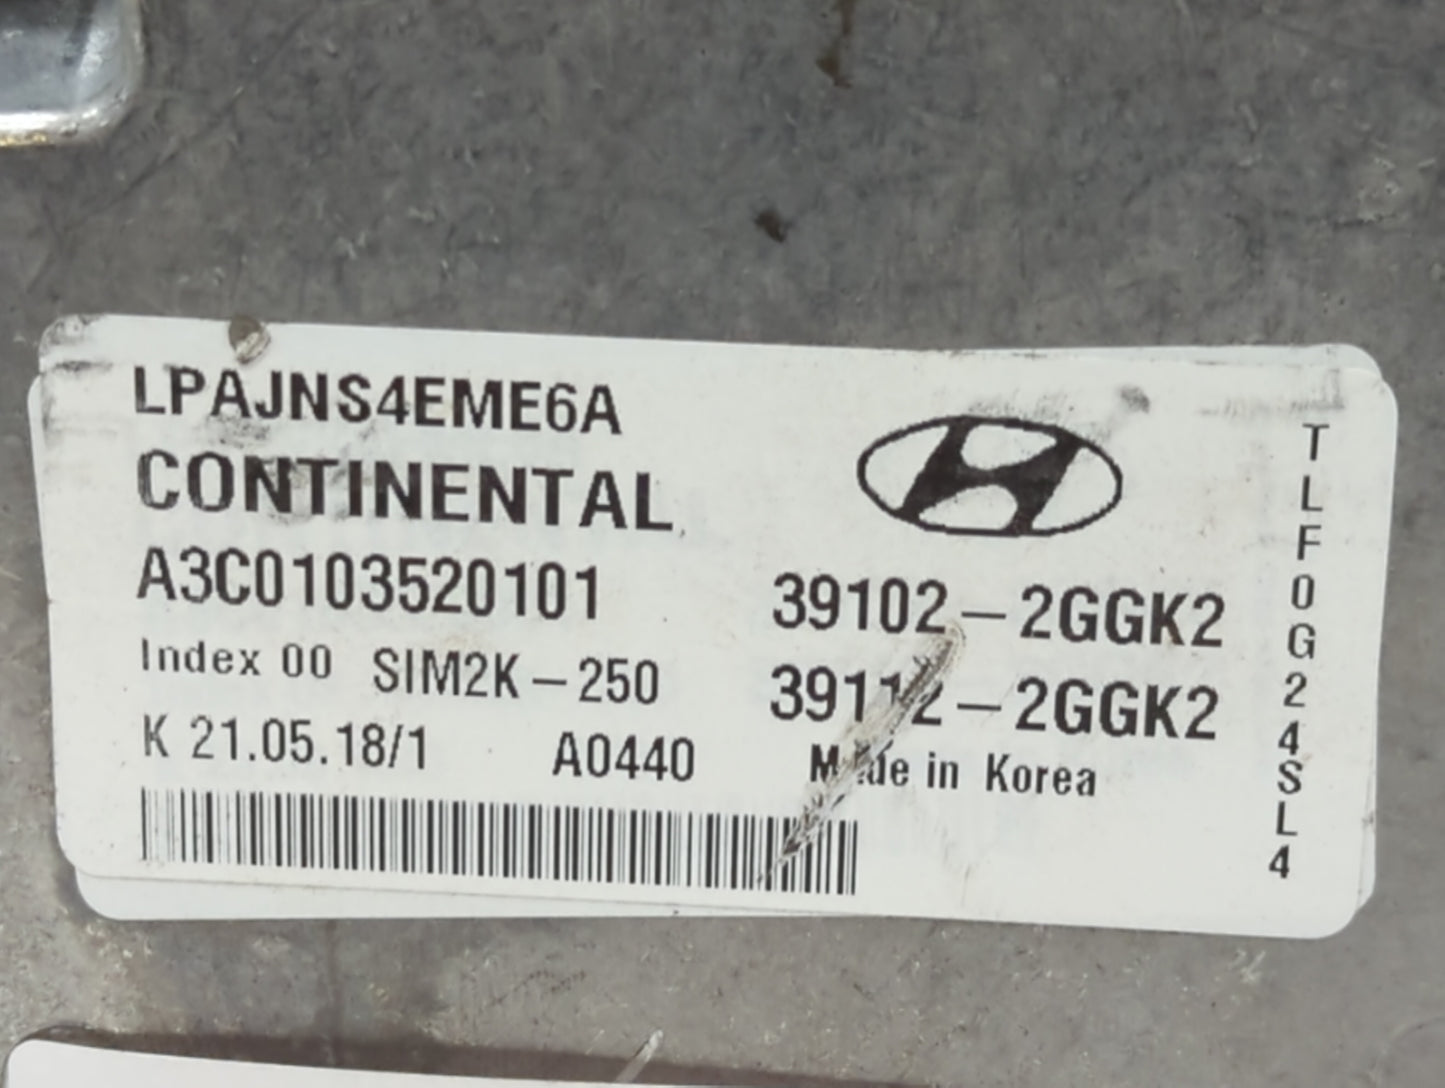 LPAJNS4EME6A
CONTINENTAL
A3C0103520101
Index 00 SIM2K-250
K 21.05.18/1 A0440
39102-2GGK2
39112-2GGK2
Made in Korea
TLF0G24SL4